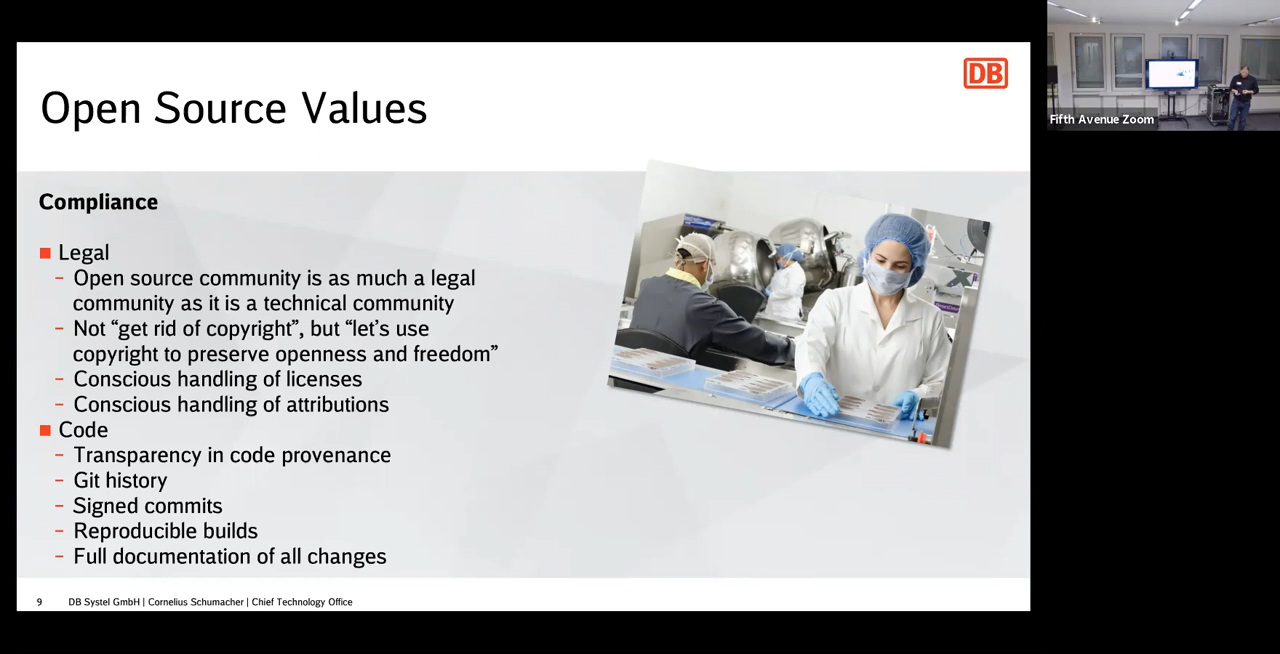 DB
Open Source Values
Fifth Avenue Zoom
Compliance
Legal
– Open source community is as much a legal
community as it is a technical community
– Not “get rid of copyright”, but “let’s use
copyright to preserve openness and freedom”
– Conscious handling of licenses
– Conscious handling of attributions
Code
– Transparency in code provenance
– Git history
– Signed commits
– Reproducible builds
– Full documentation of all changes
9 DB Systel GmbH | Cornelius Schumacher | Chief Technology Office